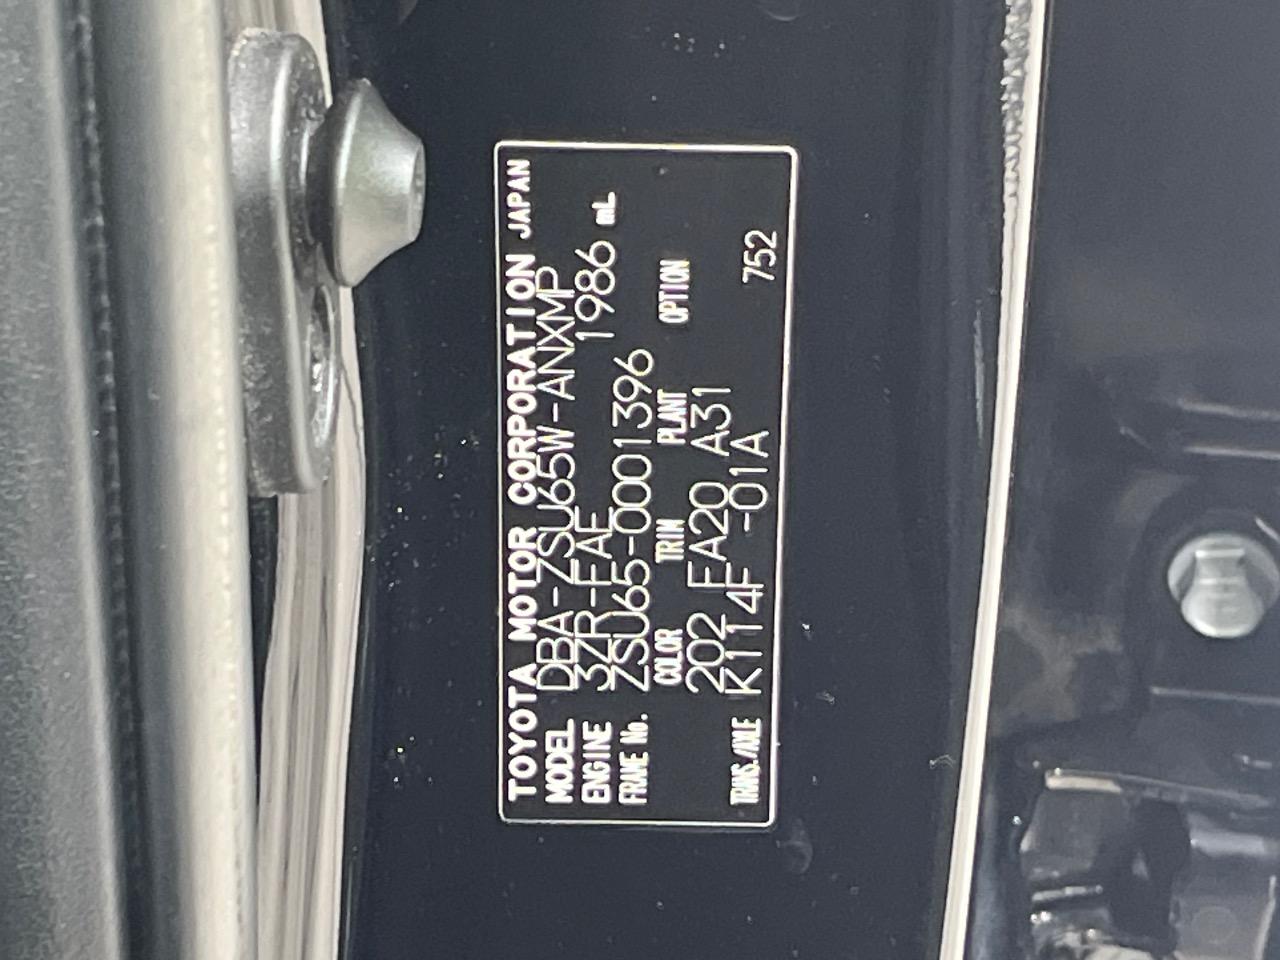 TOYOTA MOTOR CORPORATION JAPAN
MODEL DBA-ZSU65W-ANXMP
ENGINE 3ZR-FAE 1986 mL
FRAME No. ZSU65-0001396
COLOR TRIM PLANT OPTION
202 FA20 A31
TRANS./AXLE K114F -01A 752